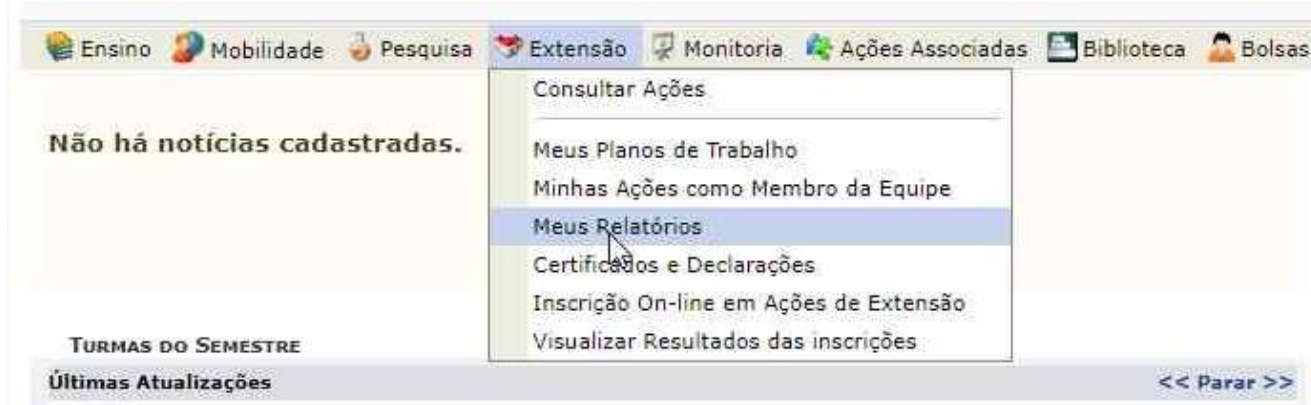 Ensino Mobilidade Pesquisa Extensão Monitoria Ações Associadas Biblioteca Bolsas
Consultar Ações
Não há notícias cadastradas.
Meus Planos de Trabalho
Minhas Ações como Membro da Equipe
Meus Relatórios
Certificados e Declarações
Inscrição On-line em Ações de Extensão
Visualizar Resultados das inscrições
TURMAS DO SEMESTRE
Últimas Atualizações << Parar >>